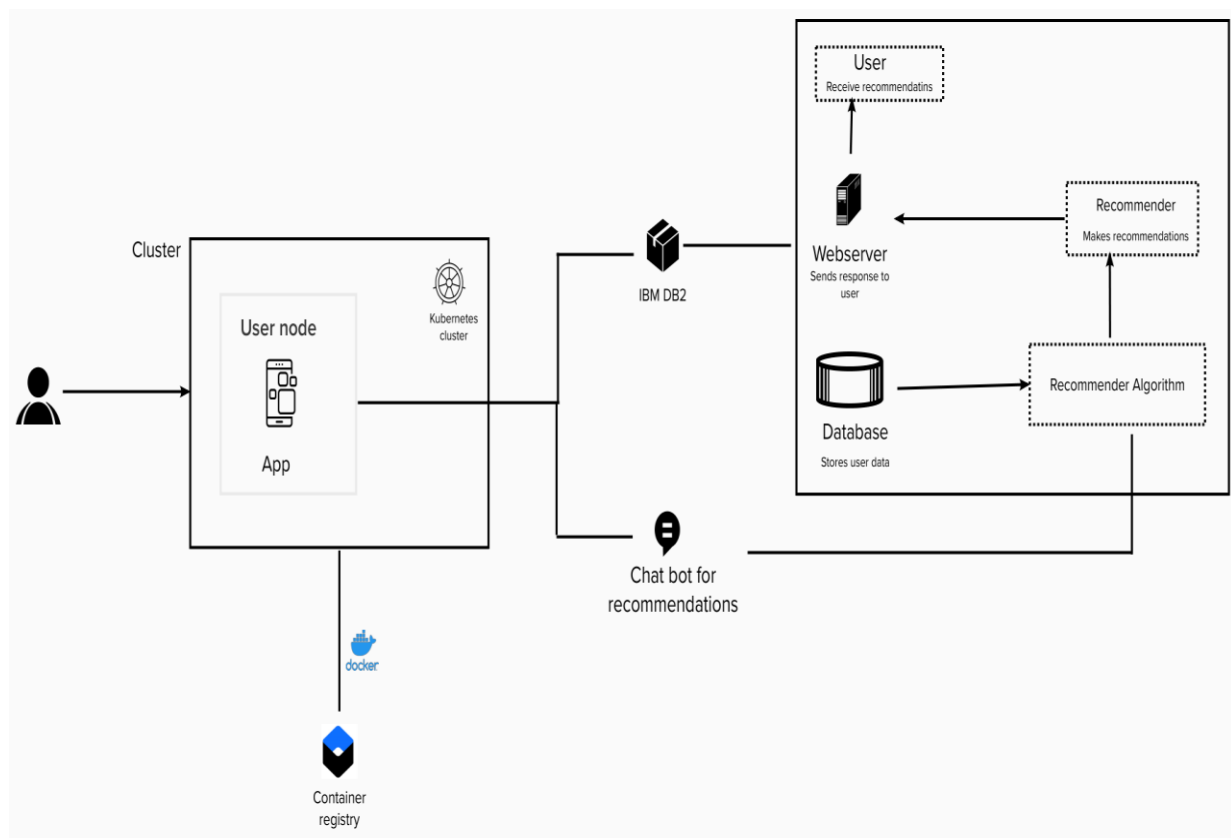 User
Receive recommendatins
Recommender
Makes recommendations
Cluster
Webserver
Sends response to
user
Kubernetes
cluster
IBM DB2
User node
App
Recommender Algorithm
Database
Stores user data
Chat bot for
recommendations
docker
Container
registry